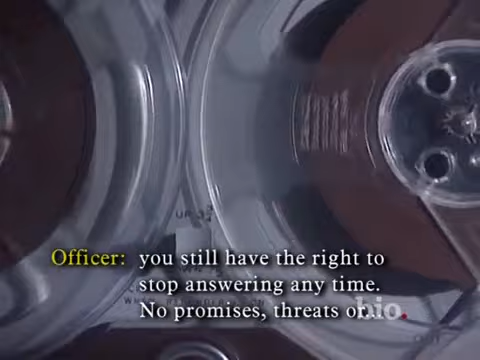 Officer: you still have the right to
stop answering any time.
No promises, threats or...
bio.